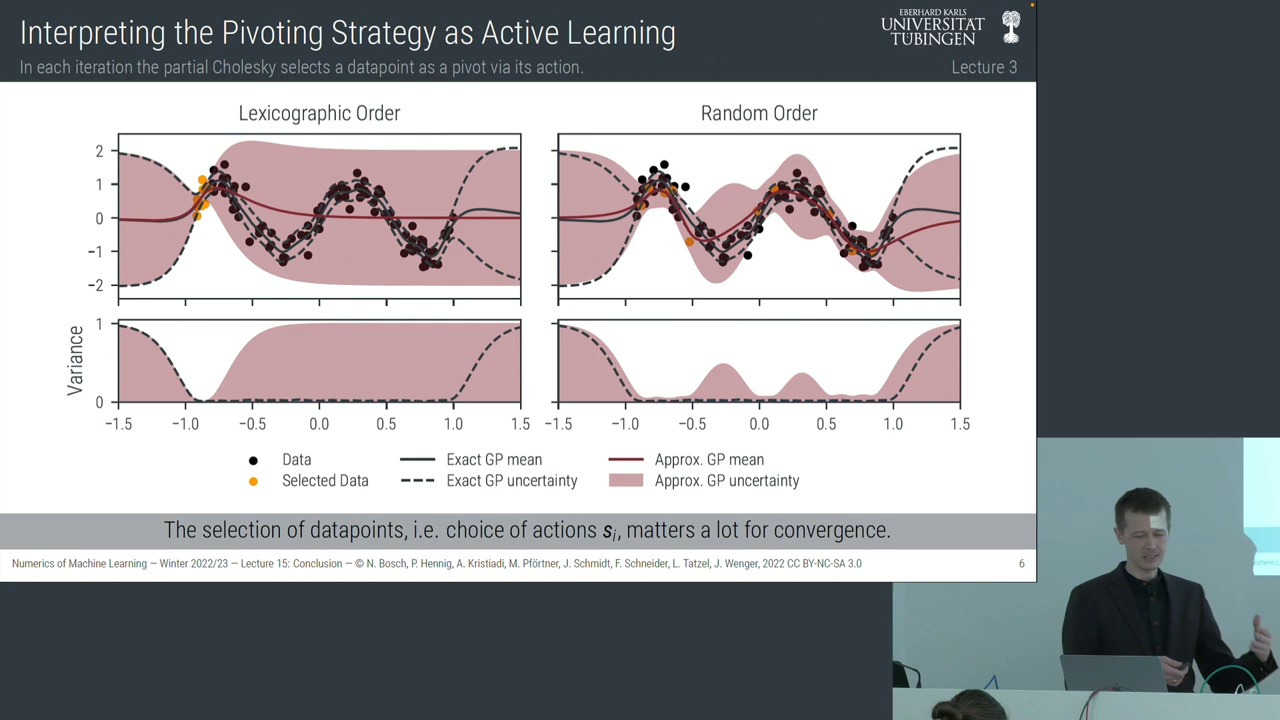 Interpreting the Pivoting Strategy as Active Learning
In each iteration the partial Cholesky selects a datapoint as a pivot via its action.
EBERHARD KARLS
UNIVERSITÄT
TÜBINGEN
Lecture 3
Lexicographic Order
Random Order
2
1
0
−1
−2
Variance
1
0
−1.5 −1.0 −0.5 0.0 0.5 1.0 1.5
−1.5 −1.0 −0.5 0.0 0.5 1.0 1.5
Data
Exact GP mean
Approx. GP mean
Selected Data
Exact GP uncertainty
Approx. GP uncertainty
The selection of datapoints, i.e. choice of actions sᵢ, matters a lot for convergence.
Numerics of Machine Learning — Winter 2022/23 — Lecture 15: Conclusion — © N. Bosch, P. Hennig, A. Kristiadi, M. Pförtner, J. Schmidt, F. Schneider, L. Tatzel, J. Wenger, 2022 CC BY-NC-SA 3.0
6